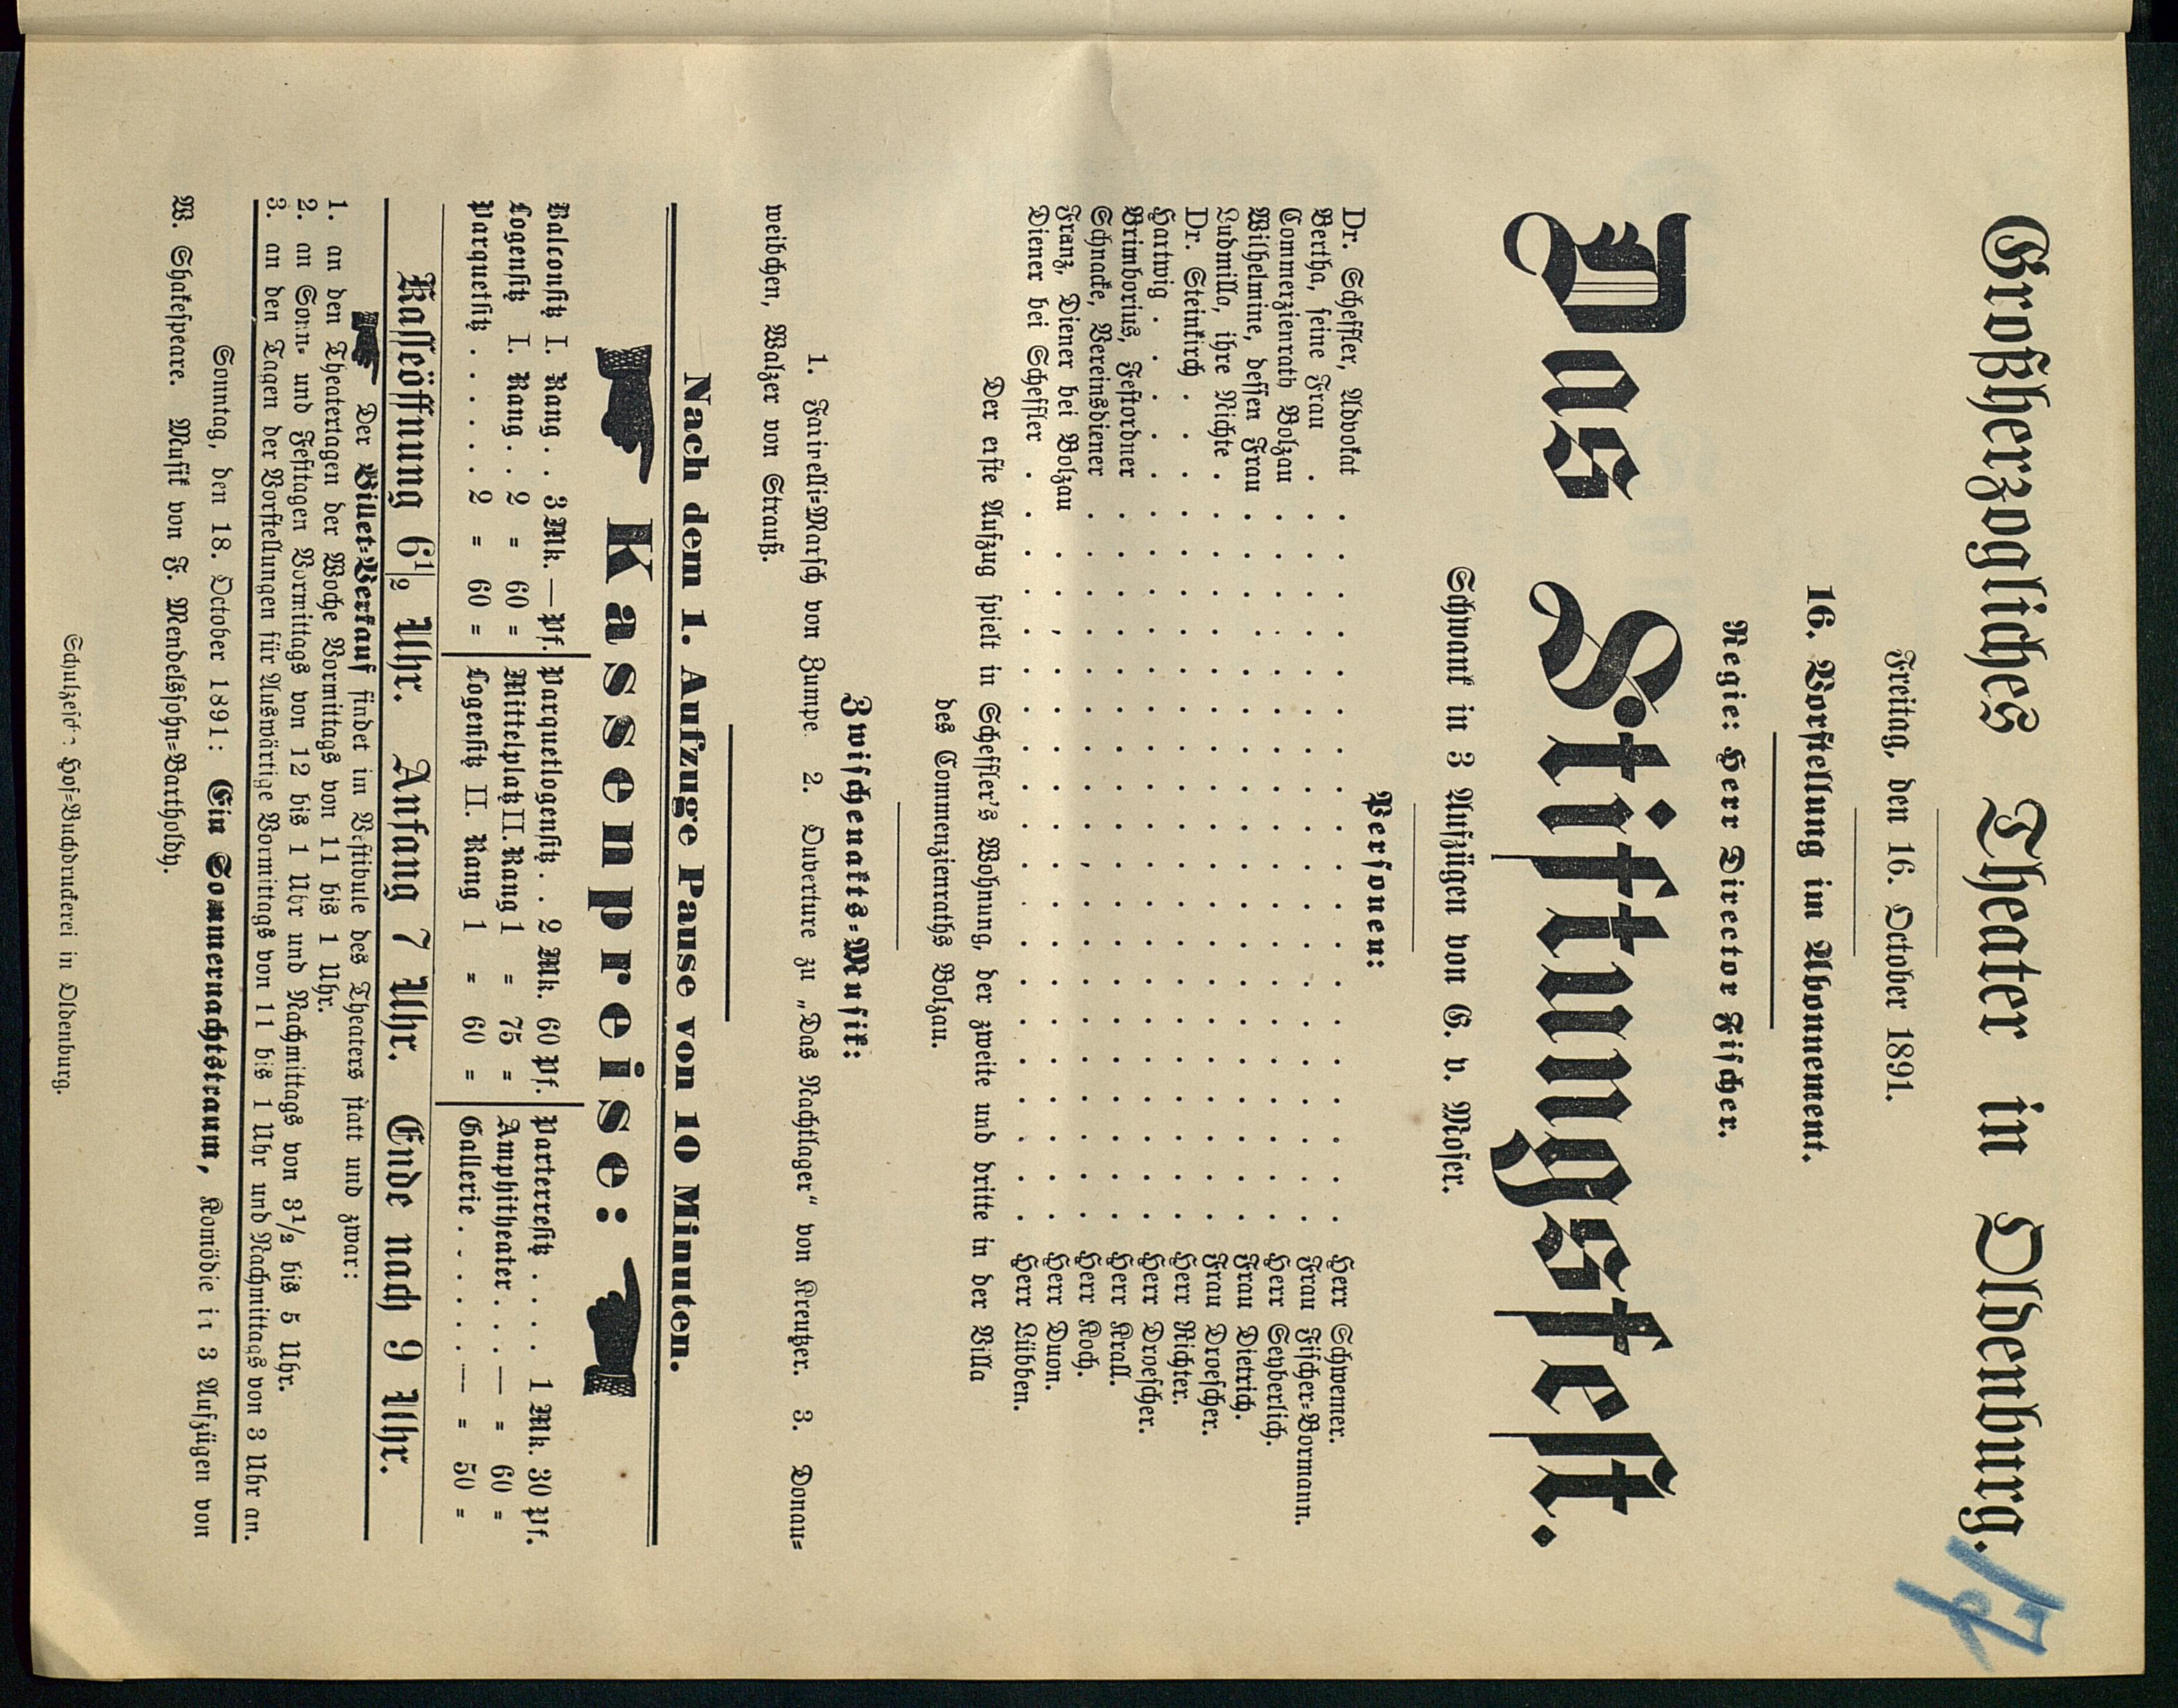 Großherzogliches Theater in Oldenburg.
Freitag, den 16. October 1891.
16. Vorstellung im Abonnement.
Regie: Herr Director Fischer.
Das Stiftungsfest.
Schwank in 3 Aufzügen von G. v. Moser.
Personen:
Dr. Scheffler, Advokat . . . . . . . . . . . . . . . . . . . Herr Schwemer.
Bertha, seine Frau . . . . . . . . . . . . . . . . . . . . Frau Fischer-Bormann.
Commerzienrath Bolzau . . . . . . . . . . . . . . . . . . . Herr Seyberlich.
Wilhelmine, dessen Frau . . . . . . . . . . . . . . . . . . . Frau Dietrich.
Ludmilla, ihre Nichte . . . . . . . . . . . . . . . . . . . . Frau Droescher.
Dr. Steinkirch . . . . . . . . . . . . . . . . . . . . . . Herr Richter.
Hartwig . . . . . . . . . . . . . . . . . . . . . . . . Herr Droescher.
Brimborius, Festordner . . . . . . . . . . . . . . . . . . . Herr Krall.
Schnacke, Vereinsdiener . . . . . . . . . . . . . . . . . . . Herr Koch.
Franz, Diener bei Bolzau . . . . . . . . . . . . . . . . . . Herr Duon.
Diener bei Scheffler . . . . . . . . . . . . . . . . . . . . Herr Lübben.
Der erste Aufzug spielt in Scheffler's Wohnung, der zweite und dritte in der Villa
des Commenzienraths Bolzau.
Zwischenakts-Musik:
1. Farinelli-Marsch von Zumpe 2. Ouverture zu „Das Nachtlager“ von Kreutzer. 3. Donau-
weibchen, Walzer von Strauß.
Nach dem 1. Aufzuge Pause von 10 Minuten.
Kassenpreise:
Balconsitz I. Rang . . 3 Mk. — Pf. Parquetlogensitz . . 2 Mk. 60 Pf. Parterresitz . . . . 1 Mk. 30 Pf.
Logensitz I. Rang . . 2 = 60 = Mittelplatz II. Rang 1 = 75 = Amphitheater . . . — = 60 =
Parquetsitz . . . . . 2 = 60 = Logensitz II. Rang 1 = 60 = Gallerie . . . . . . — = 50 =
Kasseöffnung 6 1/2 Uhr. Anfang 7 Uhr. Ende nach 9 Uhr.
Der Billet-Verkauf findet im Vestibule des Theaters statt und zwar:
1. an den Theatertagen der Woche Vormittags von 11 bis 1 Uhr.
2. an Sonn- und Festtagen Vormittags von 12 bis 1 Uhr und Nachmittags von 3 1/2 bis 5 Uhr.
3. an den Tagen der Vorstellungen für Auswärtige Vormittags von 11 bis 1 Uhr und Nachmittags von 3 Uhr an.
Sonntag, den 18. October 1891: Ein Sommernachtstraum, Komödie in 3 Aufzügen von
W. Shakespeare. Musik von F. Mendelssohn-Bartholdy.
Schulzesche Hof-Buchdruckerei in Oldenburg.